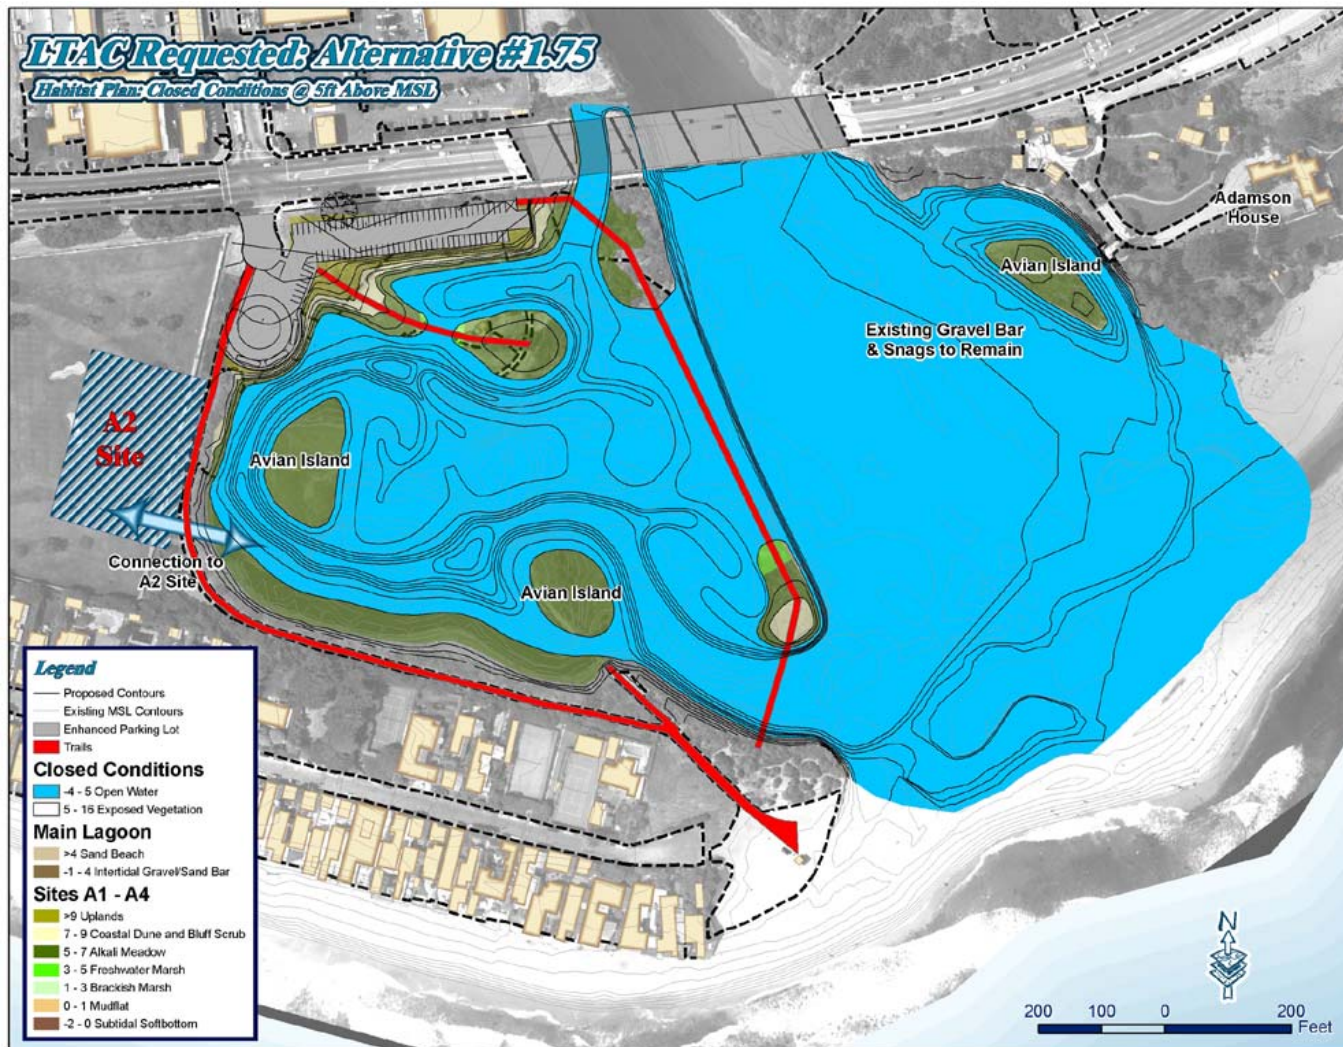 LTAC Requested: Alternative #1.75
Habitat Plan: Closed Conditions @ 5ft Above MSL
Adamson
House
Avian Island
Existing Gravel Bar
& Snags to Remain
A2
Site
Avian Island
Connection to
A2 Site
Avian Island
Legend
Proposed Contours
Existing MSL Contours
Enhanced Parking Lot
Trails
Closed Conditions
-4 - 5 Open Water
5 - 16 Exposed Vegetation
Main Lagoon
>4 Sand Beach
-1 - 4 Intertidal Gravel/Sand Bar
Sites A1 - A4
>9 Uplands
7 - 9 Coastal Dune and Bluff Scrub
5 - 7 Alkali Meadow
3 - 5 Freshwater Marsh
1 - 3 Brackish Marsh
0 - 1 Mudflat
-2 - 0 Subtidal Softbottom
N
200 100 0 200
Feet